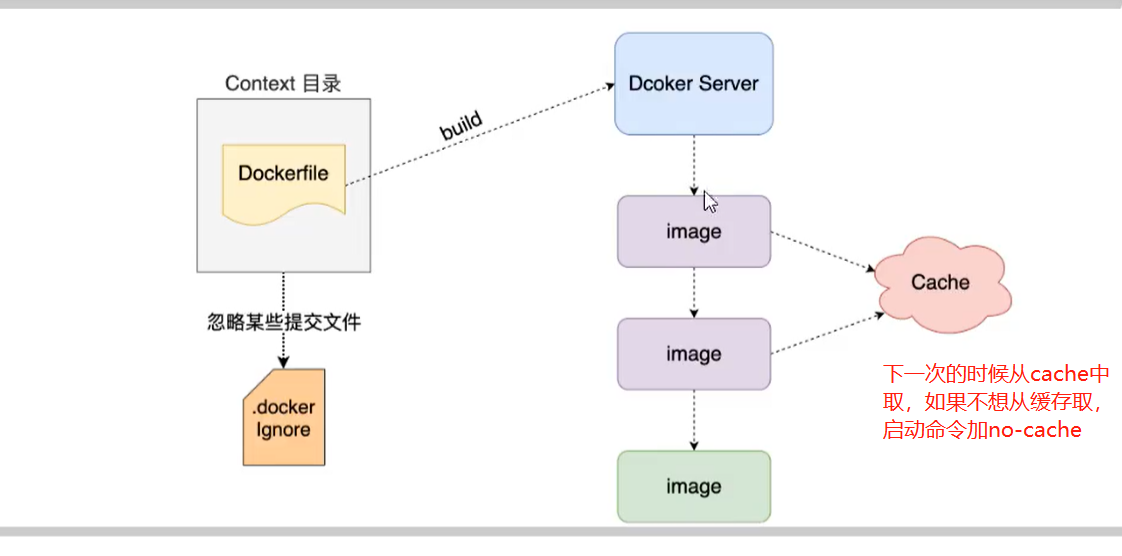 Context 目录
Dockerfile
build
Dcoker Server
忽略某些提交文件
.docker
Ignore
image
image
image
Cache
下一次的时候从cache中
取，如果不想从缓存取，
启动命令加no-cache